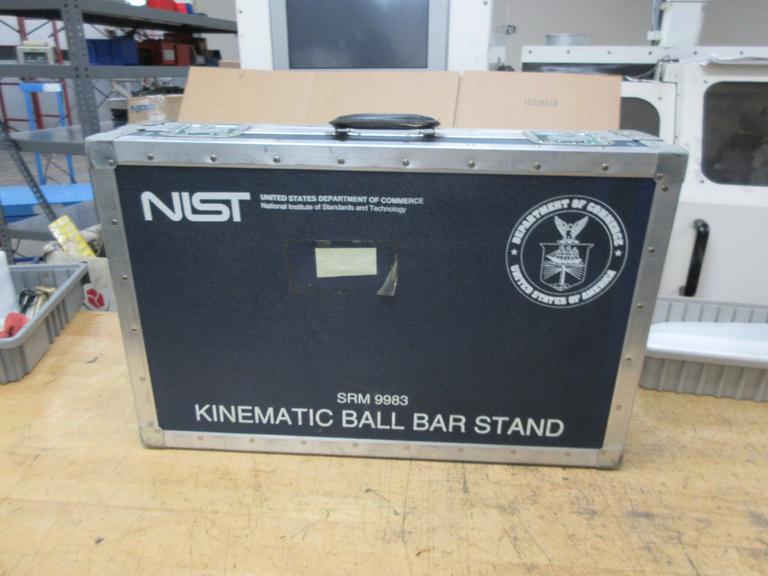 NIST
UNITED STATES DEPARTMENT OF COMMERCE
National Institute of Standards and Technology
DEPARTMENT OF COMMERCE
UNITED STATES OF AMERICA
SRM 9983
KINEMATIC BALL BAR STAND